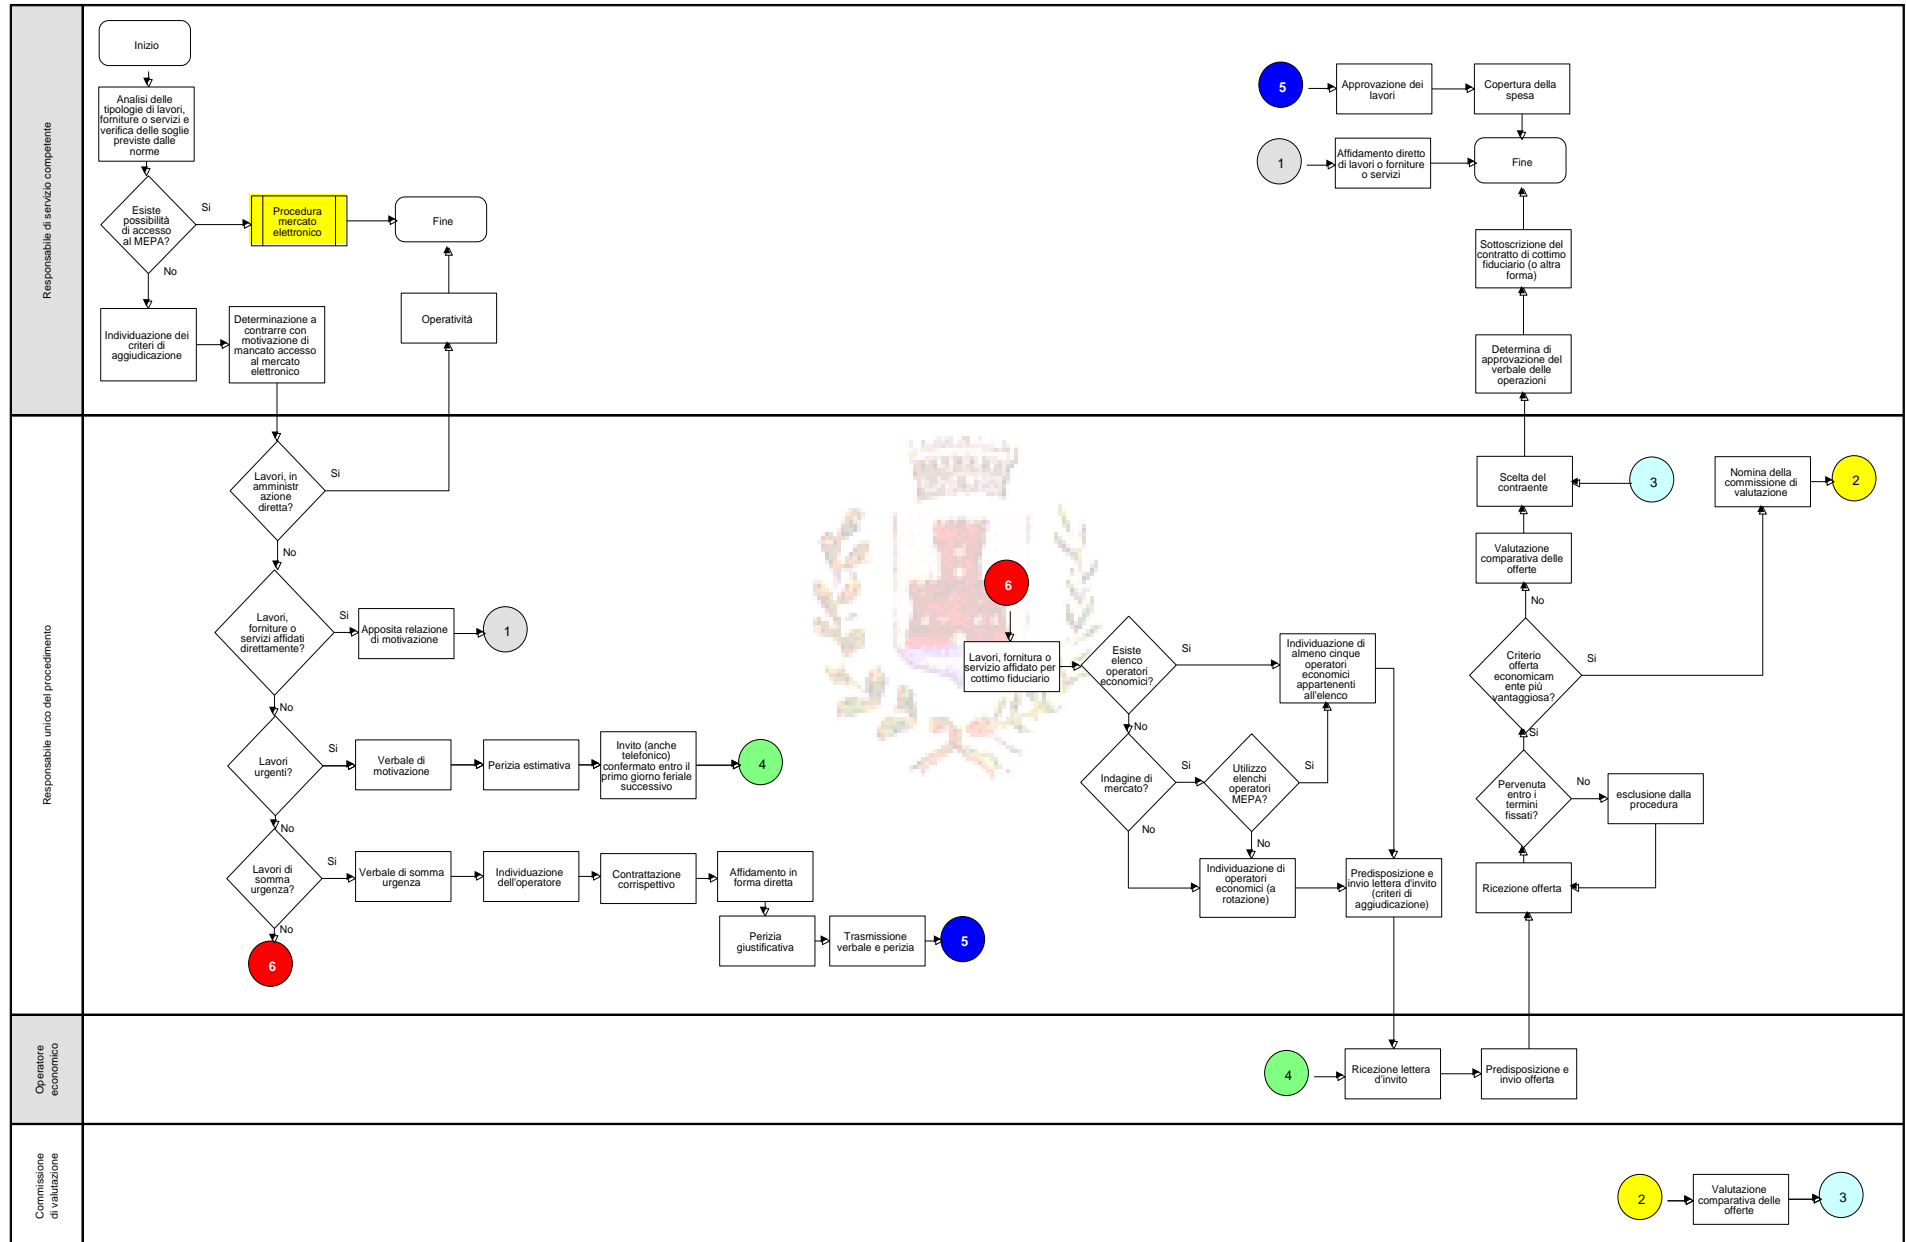 Responsabile di servizio competente
Inizio
Analisi delle
tipologie di lavori,
forniture o servizi e
verifica delle soglie
previste dalle
norme
Esiste
possibilità
di accesso
al MEPA?
Si
No
Procedura
mercato
elettronico
Fine
Individuazione dei
criteri di
aggiudicazione
Determinazione a
contrarre con
motivazione di
mancato accesso
al mercato
elettronico
Operatività
5
Approvazione dei
lavori
Copertura della
spesa
1
Affidamento diretto
di lavori o forniture
o servizi
Fine
Sottoscrizione del
contratto di cottimo
fiduciario (o altra
forma)
Determina di
approvazione del
verbale delle
operazioni
Responsabile unico del procedimento
Lavori, in
amministr
azione
diretta?
Si
No
Lavori,
forniture o
servizi affidati
direttamente?
Si
No
Apposita relazione
di motivazione
1
Lavori
urgenti?
Si
No
Verbale di
motivazione
Perizia estimativa
Invito (anche
telefonico)
confermato entro il
primo giorno feriale
successivo
4
Lavori di
somma
urgenza?
Si
No
Verbale di somma
urgenza
Individuazione
dell'operatore
Contrattazione
corrispettivo
Affidamento in
forma diretta
Perizia
giustificativa
Trasmissione
verbale e perizia
5
6
6
Lavori, fornitura o
servizio affidato per
cottimo fiduciario
Esiste
elenco
operatori
economici?
Si
No
Individuazione di
almeno cinque
operatori
economici
appartenenti
all'elenco
Indagine di
mercato?
Si
No
Utilizzo
elenchi
operatori
MEPA?
Si
No
Individuazione di
operatori
economici (a
rotazione)
Predisposizione e
invio lettera d'invito
(criteri di
aggiudicazione)
Scelta del
contraente
3
Nomina della
commissione di
valutazione
2
Valutazione
comparativa delle
offerte
No
Criterio
offerta
economicam
ente più
vantaggiosa?
Si
Si
Pervenuta
entro i
termini
fissati?
No
esclusione dalla
procedura
Ricezione offerta
Operatore
economico
4
Ricezione lettera
d'invito
Predisposizione e
invio offerta
Commissione
di valutazione
2
Valutazione
comparativa delle
offerte
3